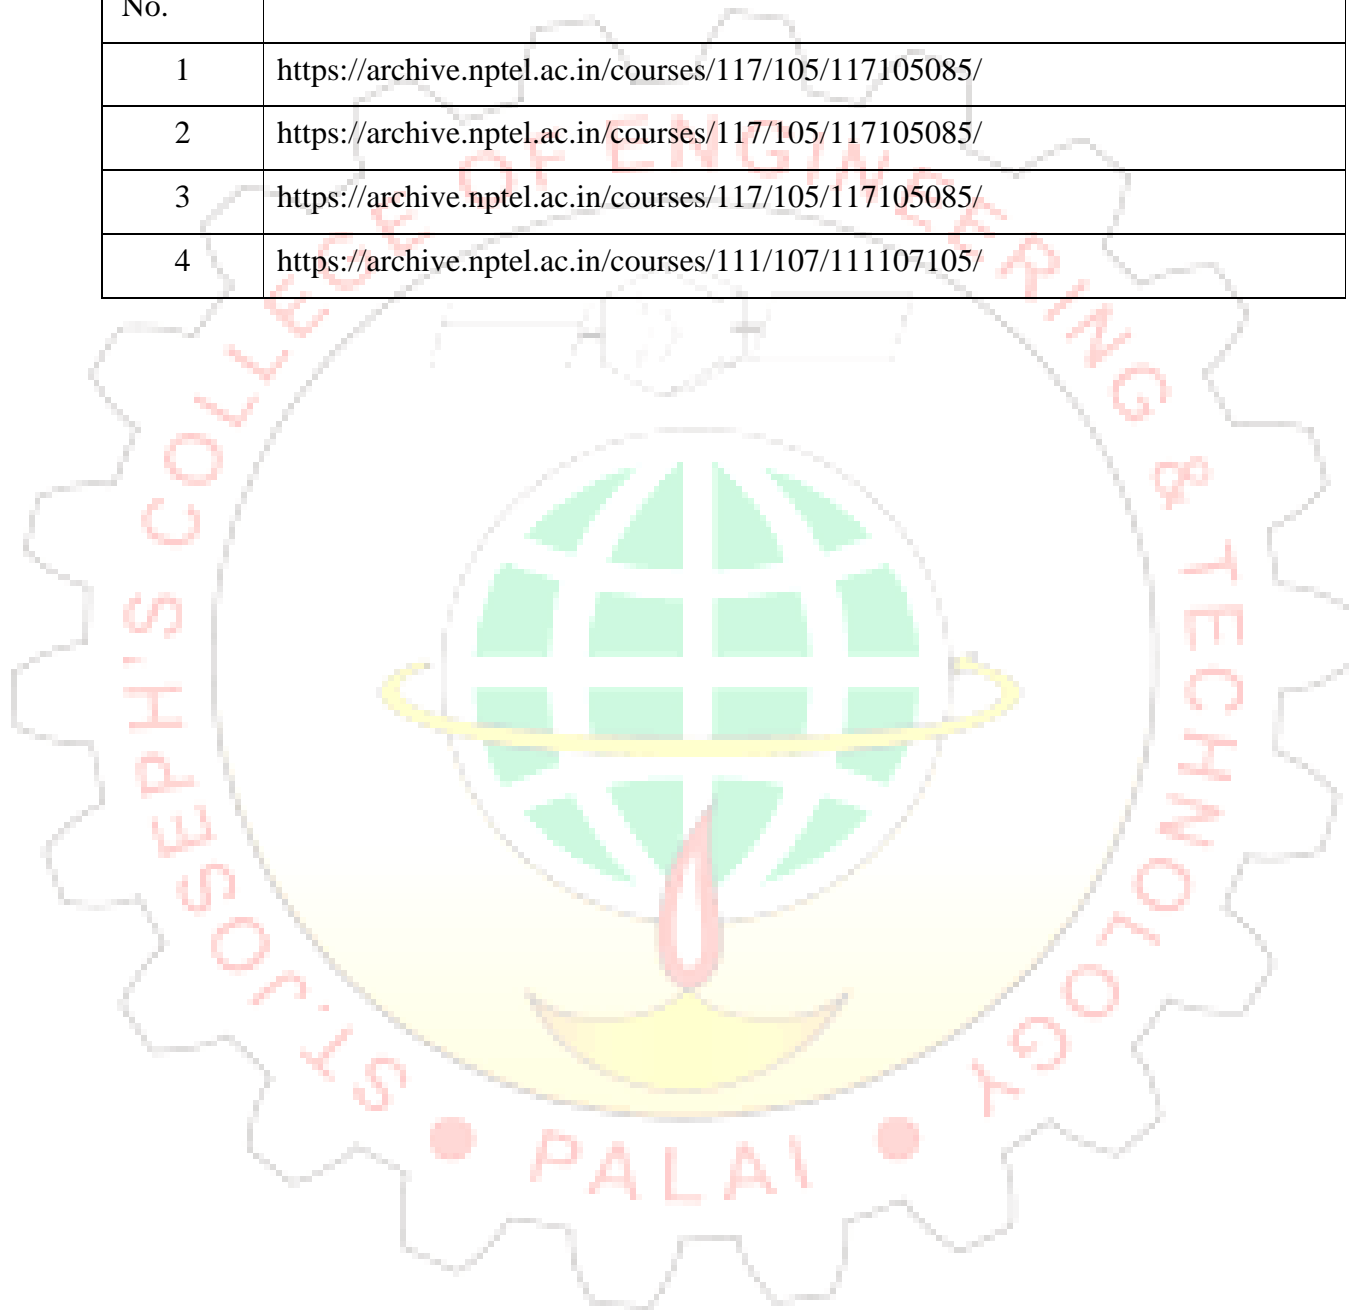 No.
1 https://archive.nptel.ac.in/courses/117/105/117105085/
2 https://archive.nptel.ac.in/courses/117/105/117105085/
3 https://archive.nptel.ac.in/courses/117/105/117105085/
4 https://archive.nptel.ac.in/courses/111/107/111107105/
ST.JOSEPH'S COLLEGE OF ENGINEERING & TECHNOLOGY
PALAI